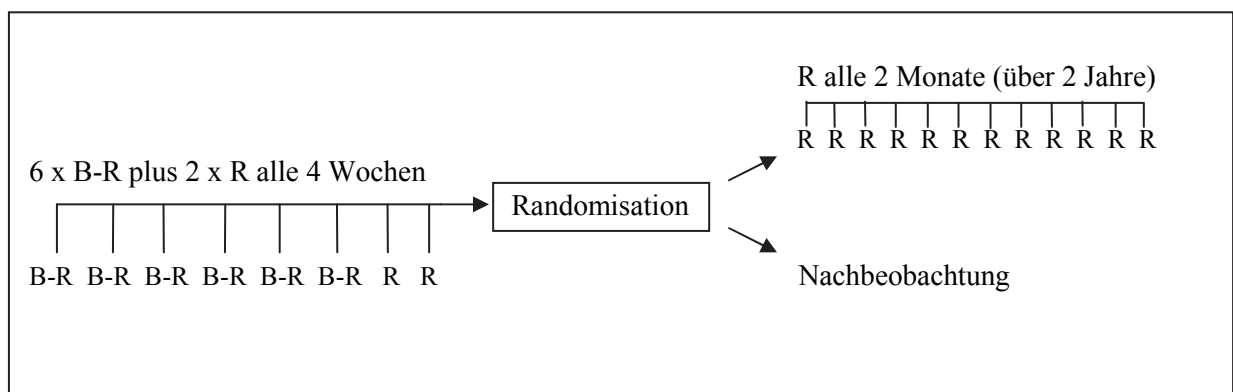 R alle 2 Monate (über 2 Jahre)
R R R R R R R R R R R R
6 x B-R plus 2 x R alle 4 Wochen
Randomisation
B-R B-R B-R B-R B-R B-R R R
Nachbeobachtung